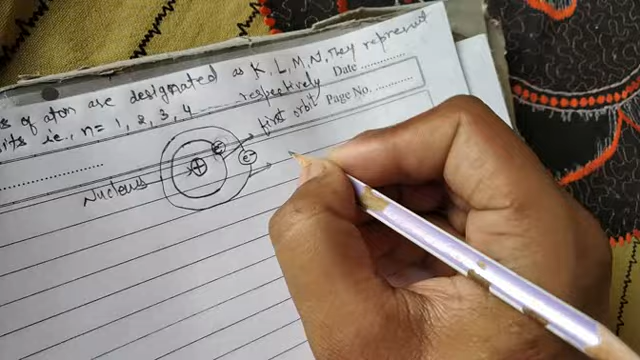 s of atom are designated as K, L, M, N. They represent
its i.e., n = 1, 2, 3, 4 ...... respectively
Date ..............
Page No. ..............
first orbit
e-
e-
+
Nucleus